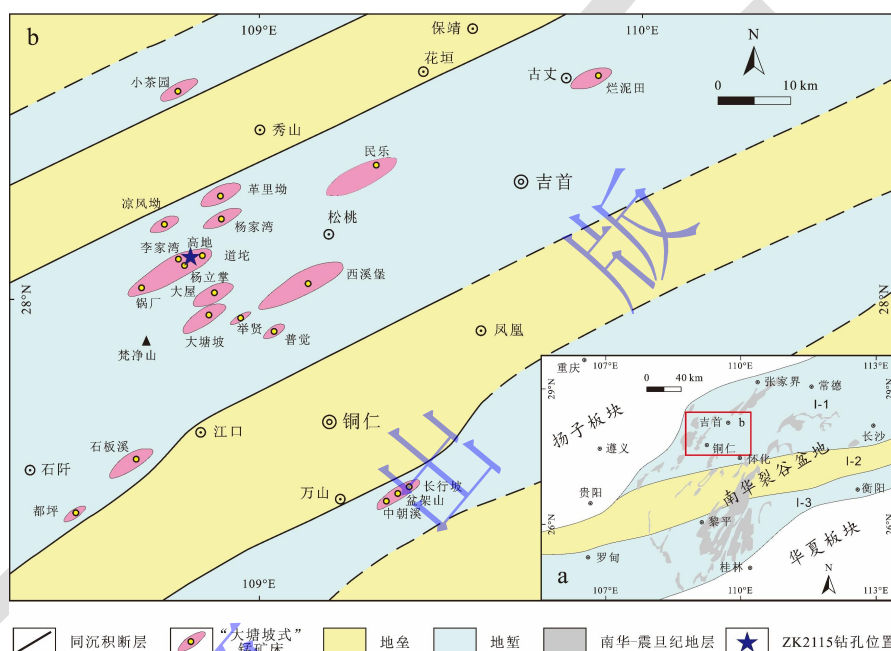 b
109°E
110°E
保靖
花垣
N
小茶园
古丈
烂泥田
0 10 km
秀山
民乐
吉首
凉风坳
革里坳
杨家湾
松桃
李家湾
高地
道坨
杨立掌
西溪堡
28°N
锅厂
大屋
28°N
大塘坡
举贤
普觉
凤凰
梵净山
江口
铜仁
石板溪
石阡
万山
长行坡
盆架山
中朝溪
都坪
109°E
版
出
重庆
107°E
110°E
113°E
0 40 km
张家界
常德
29°N
29°N
扬子板块
I-1
吉首
b
长沙
遵义
铜仁
怀化
I-2
南华裂谷盆地
衡阳
贵阳
I-3
26°N
26°N
黎平
华夏板块
罗甸
桂林
N
a
107°E
110°E
113°E
同沉积断层
“大塘坡式”
锰矿床
地垒
地堑
南华-震旦纪地层
ZK2115钻孔位置